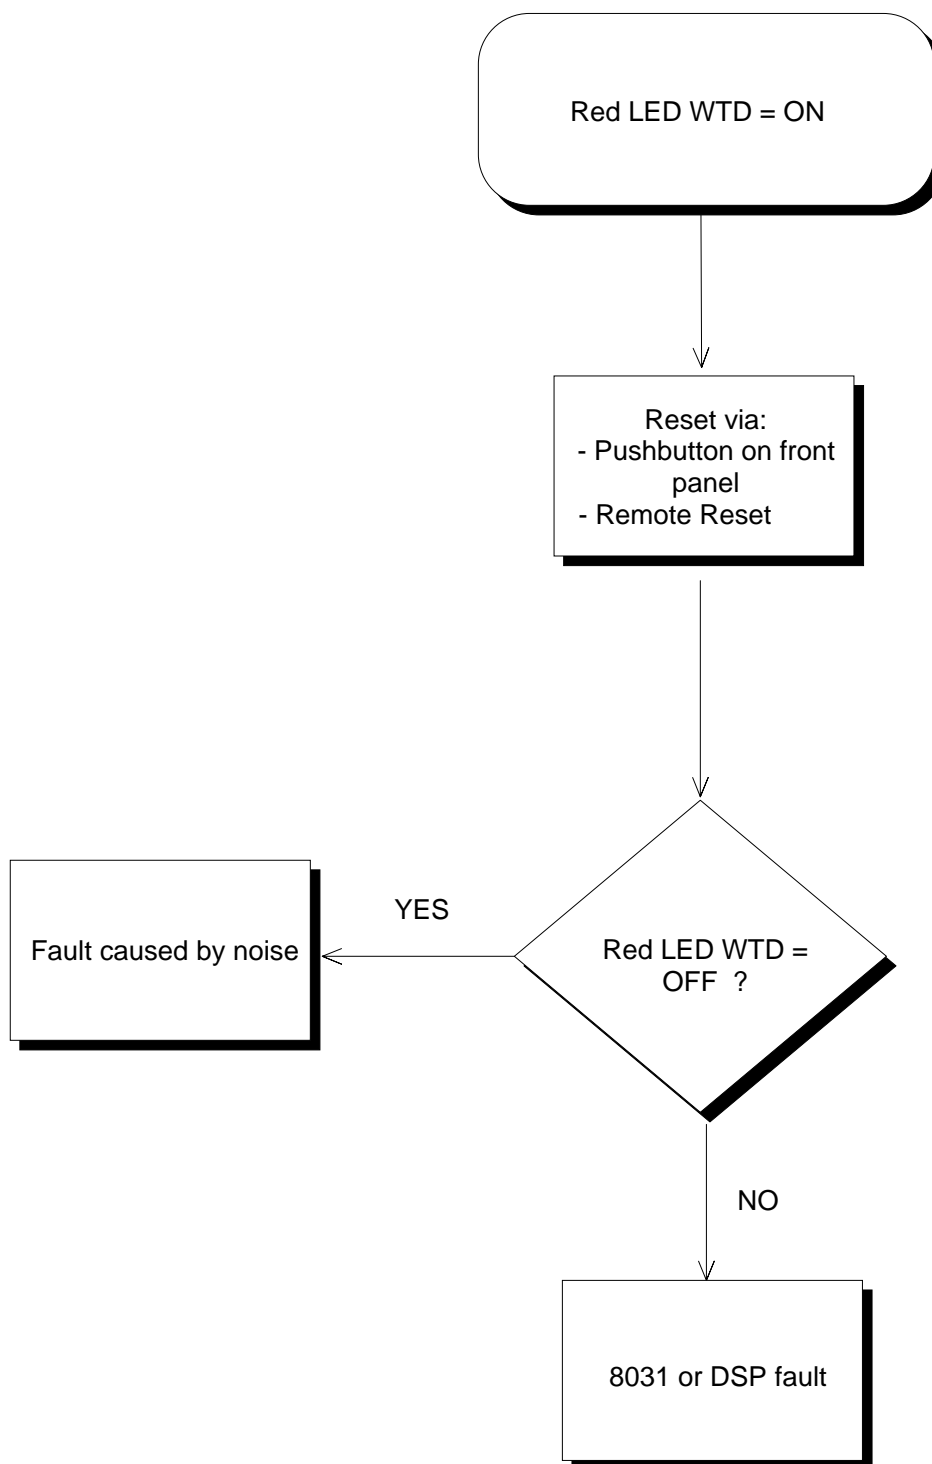 Red LED WTD = ON
Reset via:
- Pushbutton on front
panel
- Remote Reset
YES
Fault caused by noise
Red LED WTD =
OFF ?
NO
8031 or DSP fault